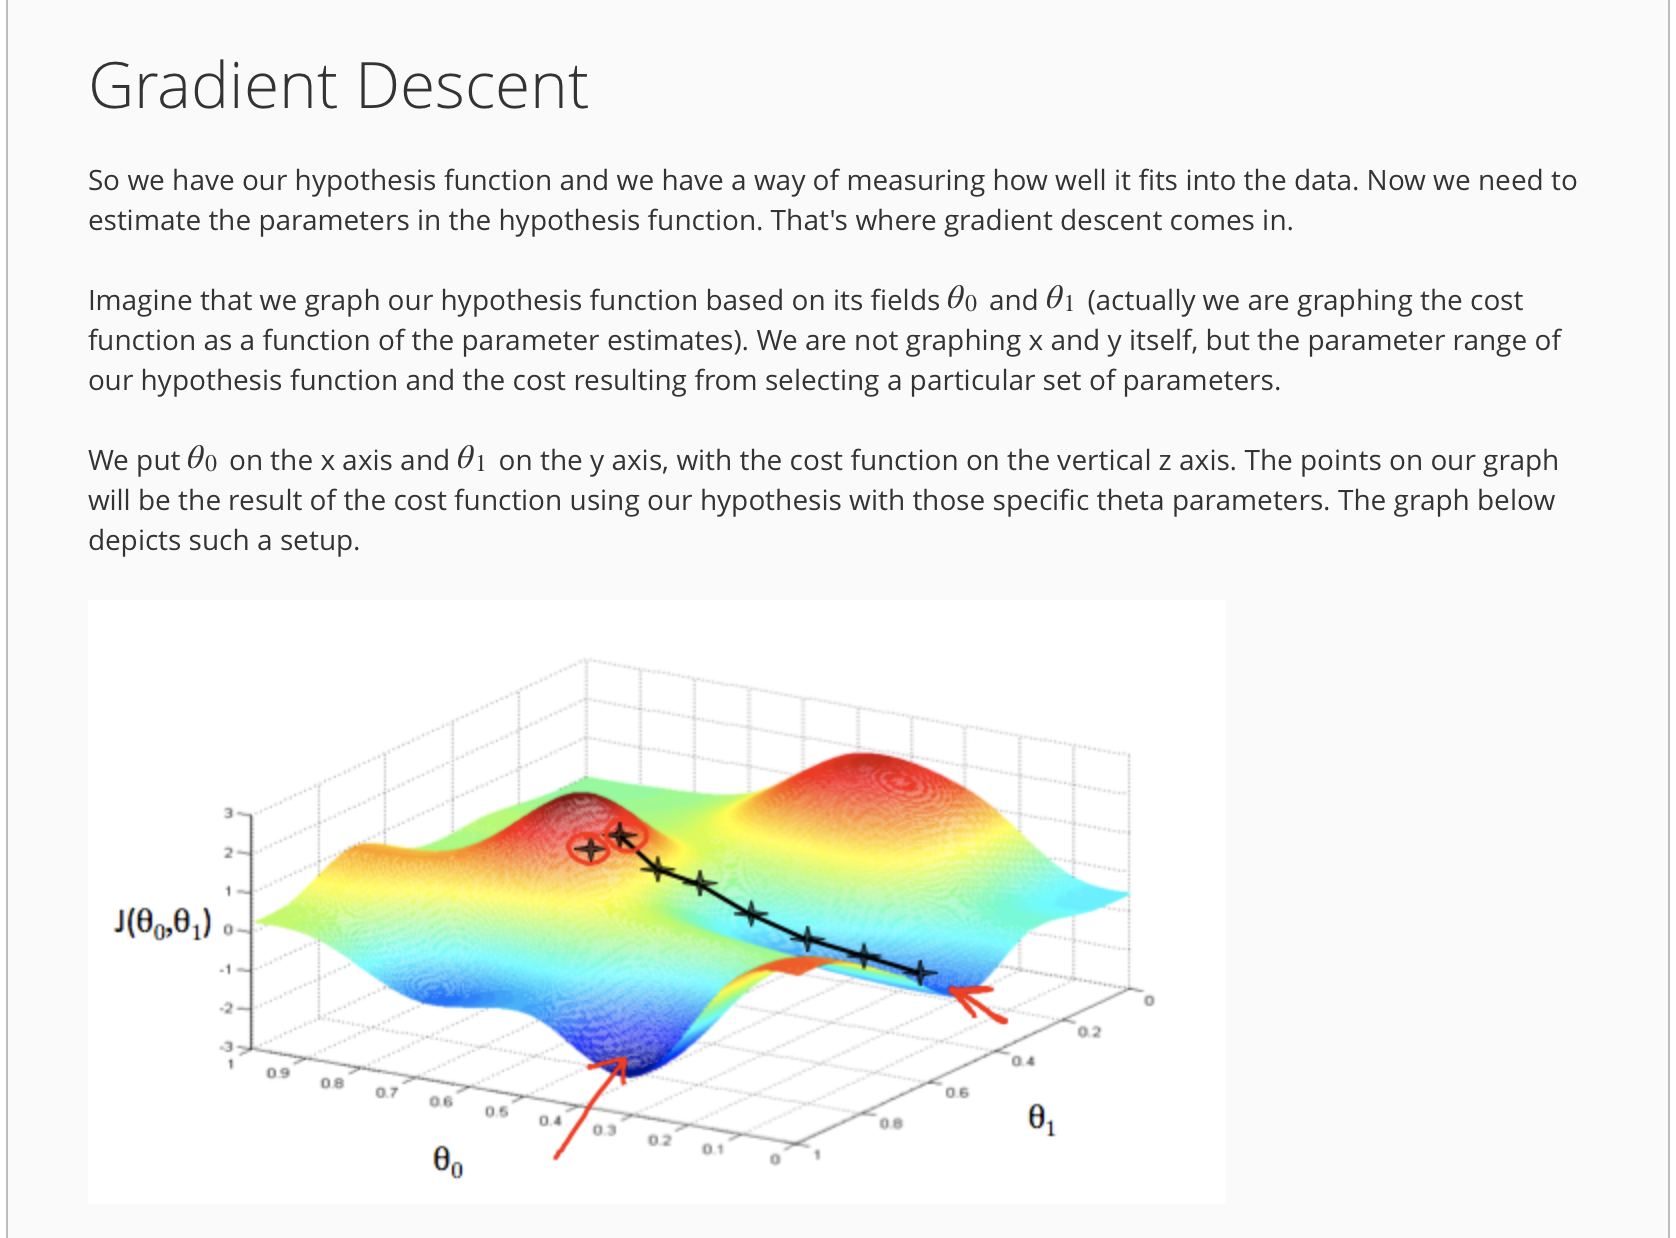 Gradient Descent
So we have our hypothesis function and we have a way of measuring how well it fits into the data. Now we need to
estimate the parameters in the hypothesis function. That's where gradient descent comes in.
Imagine that we graph our hypothesis function based on its fields θ0 and θ1 (actually we are graphing the cost
function as a function of the parameter estimates). We are not graphing x and y itself, but the parameter range of
our hypothesis function and the cost resulting from selecting a particular set of parameters.
We put θ0 on the x axis and θ1 on the y axis, with the cost function on the vertical z axis. The points on our graph
will be the result of the cost function using our hypothesis with those specific theta parameters. The graph below
depicts such a setup.
3
2
1
0
-1
-2
-3
J(θ0,θ1)
1
0.9
0.8
0.7
0.6
0.5
0.4
0.3
0.2
0.1
0
θ0
1
0.8
0.6
0.4
0.2
0
θ1